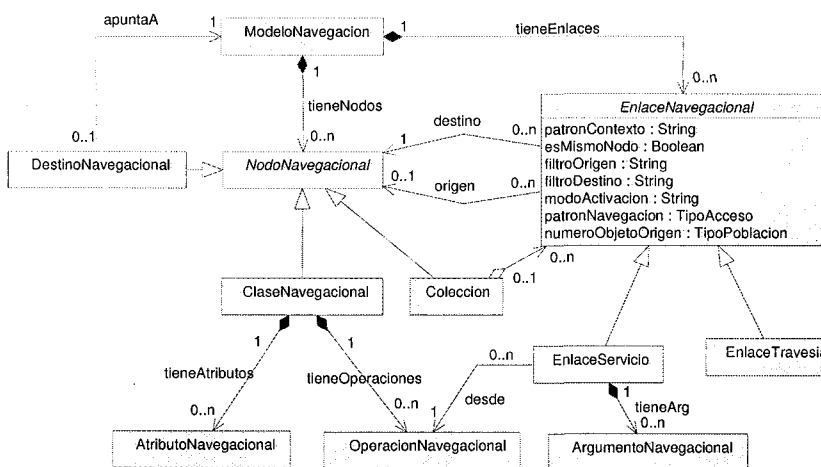 apuntaA
1
ModeloNavegacion
1
tieneEnlaces
1
0..n
tieneNodos
destino
0..n
EnlaceNavegacional
patronContexto : String
esMismoNodo : Boolean
filtroOrigen : String
filtroDestino : String
modoActivacion : String
patronNavegacion : TipoAcceso
numeroObjetoOrigen : TipoPoblacion
0..1
0..n
1
DestinoNavegacional
NodoNavegacional
0..1
origen
0..n
0..n
0..1
ClaseNavegacional
Coleccion
1
1
0..n
EnlaceServicio
EnlaceTravesia
tieneAtributos
tieneOperaciones
desde
1
tieneArg
0..n
0..n
1
0..n
AtributoNavegacional
OperacionNavegacional
ArgumentoNavegacional